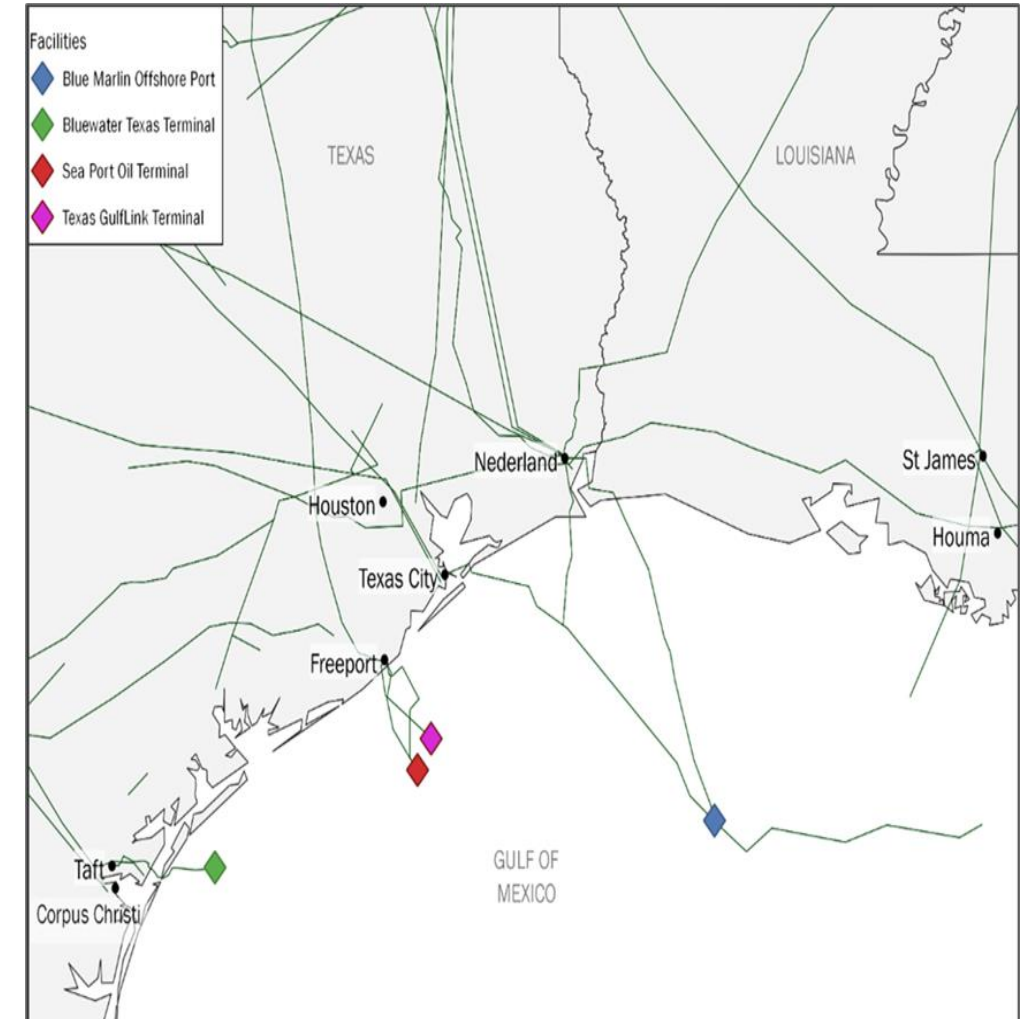 Facilities
Blue Marlin Offshore Port
Bluewater Texas Terminal
Sea Port Oil Terminal
Texas GulfLink Terminal
TEXAS
LOUISIANA
Nederland
St James
Houston
Houma
Texas City
Freeport
GULF OF
MEXICO
Taft
Corpus Christi